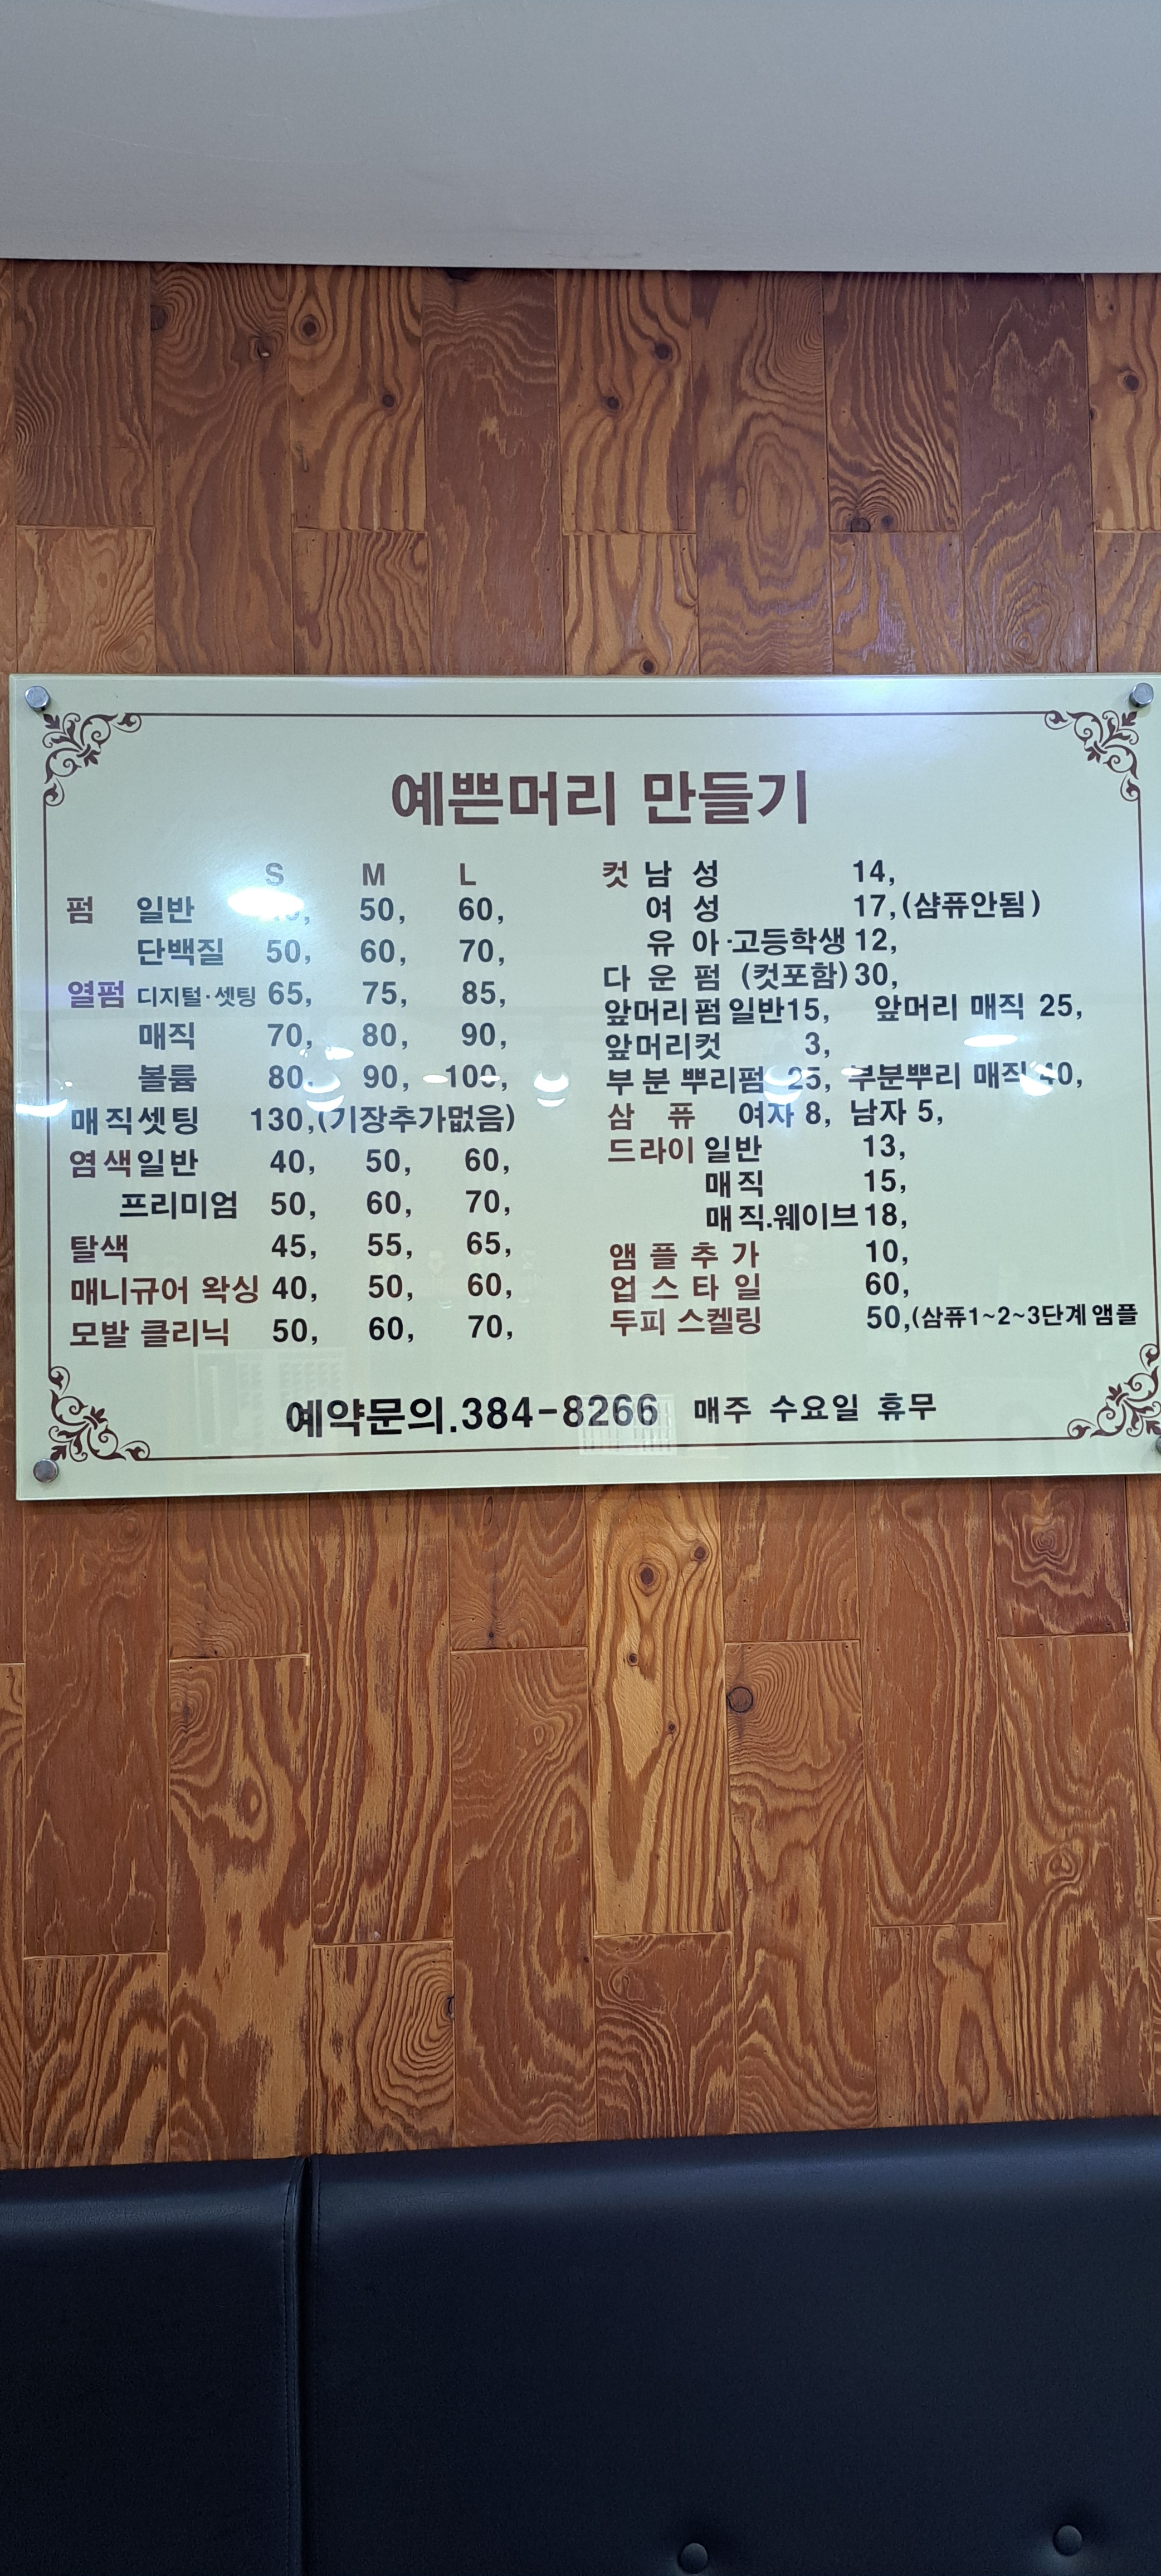 예쁜머리 만들기
S M L
펌 일반 50, 60,
단백질 50, 60, 70,
열펌 디지털·셋팅 65, 75, 85,
매직 70, 80, 90,
볼륨 80, 90, 100,
매직셋팅 130,(기장추가없음)
염색일반 40, 50, 60,
프리미엄 50, 60, 70,
탈색 45, 55, 65,
매니큐어 왁싱 40, 50, 60,
모발 클리닉 50, 60, 70,
컷 남 성 14,
여 성 17,(샴퓨안됨)
유 아·고등학생 12,
다 운 펌 (컷포함)30,
앞머리펌일반15, 앞머리 매직 25,
앞머리컷 3,
부분 뿌리펌 25, 부분뿌리 매직 40,
삼 퓨 여자 8, 남자 5,
드라이 일반 13,
매직 15,
매직.웨이브 18,
앰플추가 10,
업스타일 60,
두피 스켈링 50,(삼퓨1~2~3단계 앰플
예약문의.384-8266 매주 수요일 휴무